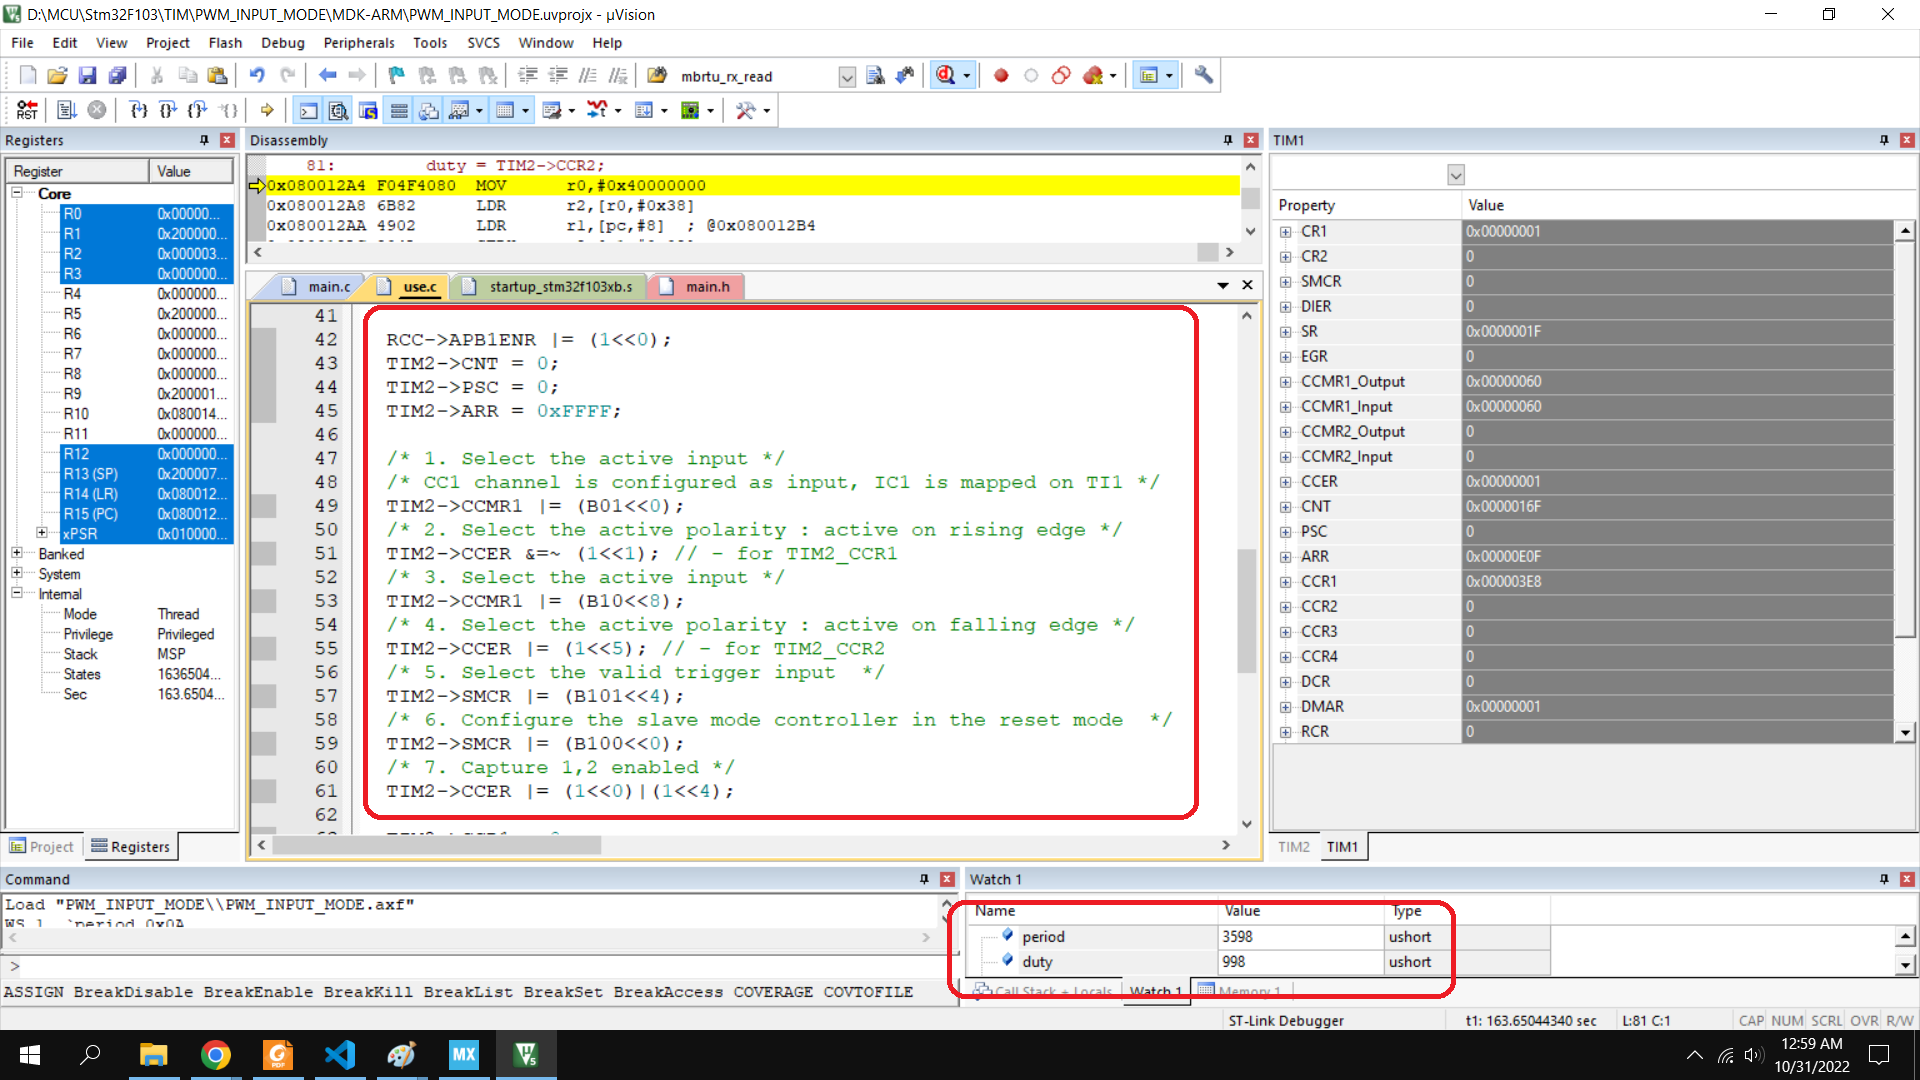 D:\MCU\Stm32F103\TIM\PWM_INPUT_MODE\MDK-ARM\PWM_INPUT_MODE.uvprojx - µVision
File Edit View Project Flash Debug Peripherals Tools SVCS Window Help
mbrtu_rx_read
RST
Registers
Register Value
Core
R0 0x00000...
R1 0x200000...
R2 0x000003...
R3 0x000000...
R4 0x000000...
R5 0x200000...
R6 0x000000...
R7 0x000000...
R8 0x000000...
R9 0x200001...
R10 0x080014...
R11 0x000000...
R12 0x000000...
R13 (SP) 0x200007...
R14 (LR) 0x080012...
R15 (PC) 0x080012...
xPSR 0x010000...
Banked
System
Internal
Mode Thread
Privilege Privileged
Stack MSP
States 1636504...
Sec 163.6504...
Project Registers
Disassembly
81: duty = TIM2->CCR2;
0x080012A4 F04F4080 MOV r0,#0x40000000
0x080012A8 6B82 LDR r2,[r0,#0x38]
0x080012AA 4902 LDR r1,[pc,#8] ; @0x080012B4
main.c use.c startup_stm32f103xb.s main.h
41
42 RCC->APB1ENR |= (1<<0);
43 TIM2->CNT = 0;
44 TIM2->PSC = 0;
45 TIM2->ARR = 0xFFFF;
46
47 /* 1. Select the active input */
48 /* CC1 channel is configured as input, IC1 is mapped on TI1 */
49 TIM2->CCMR1 |= (B01<<0);
50 /* 2. Select the active polarity : active on rising edge */
51 TIM2->CCER &=~ (1<<1); // - for TIM2_CCR1
52 /* 3. Select the active input */
53 TIM2->CCMR1 |= (B10<<8);
54 /* 4. Select the active polarity : active on falling edge */
55 TIM2->CCER |= (1<<5); // - for TIM2_CCR2
56 /* 5. Select the valid trigger input */
57 TIM2->SMCR |= (B101<<4);
58 /* 6. Configure the slave mode controller in the reset mode */
59 TIM2->SMCR |= (B100<<0);
60 /* 7. Capture 1,2 enabled */
61 TIM2->CCER |= (1<<0)|(1<<4);
62
TIM1
Property Value
CR1 0x00000001
CR2 0
SMCR 0
DIER 0
SR 0x0000001F
EGR 0
CCMR1_Output 0x00000060
CCMR1_Input 0x00000060
CCMR2_Output 0
CCMR2_Input 0
CCER 0x00000001
CNT 0x0000016F
PSC 0
ARR 0x00000E0F
CCR1 0x000003E8
CCR2 0
CCR3 0
CCR4 0
DCR 0
DMAR 0x00000001
RCR 0
TIM2 TIM1
Command
Load "PWM_INPUT_MODE\\PWM_INPUT_MODE.axf"
WS 1, `period,0x0A
>
ASSIGN BreakDisable BreakEnable BreakKill BreakList BreakSet BreakAccess COVERAGE COVTOFILE
Watch 1
Name Value Type
period 3598 ushort
duty 998 ushort
Call Stack + Locals Watch 1 Memory 1
ST-Link Debugger t1: 163.65044340 sec L:81 C:1 CAP NUM SCRL OVR R/W
PDF
MX
12:59 AM
10/31/2022